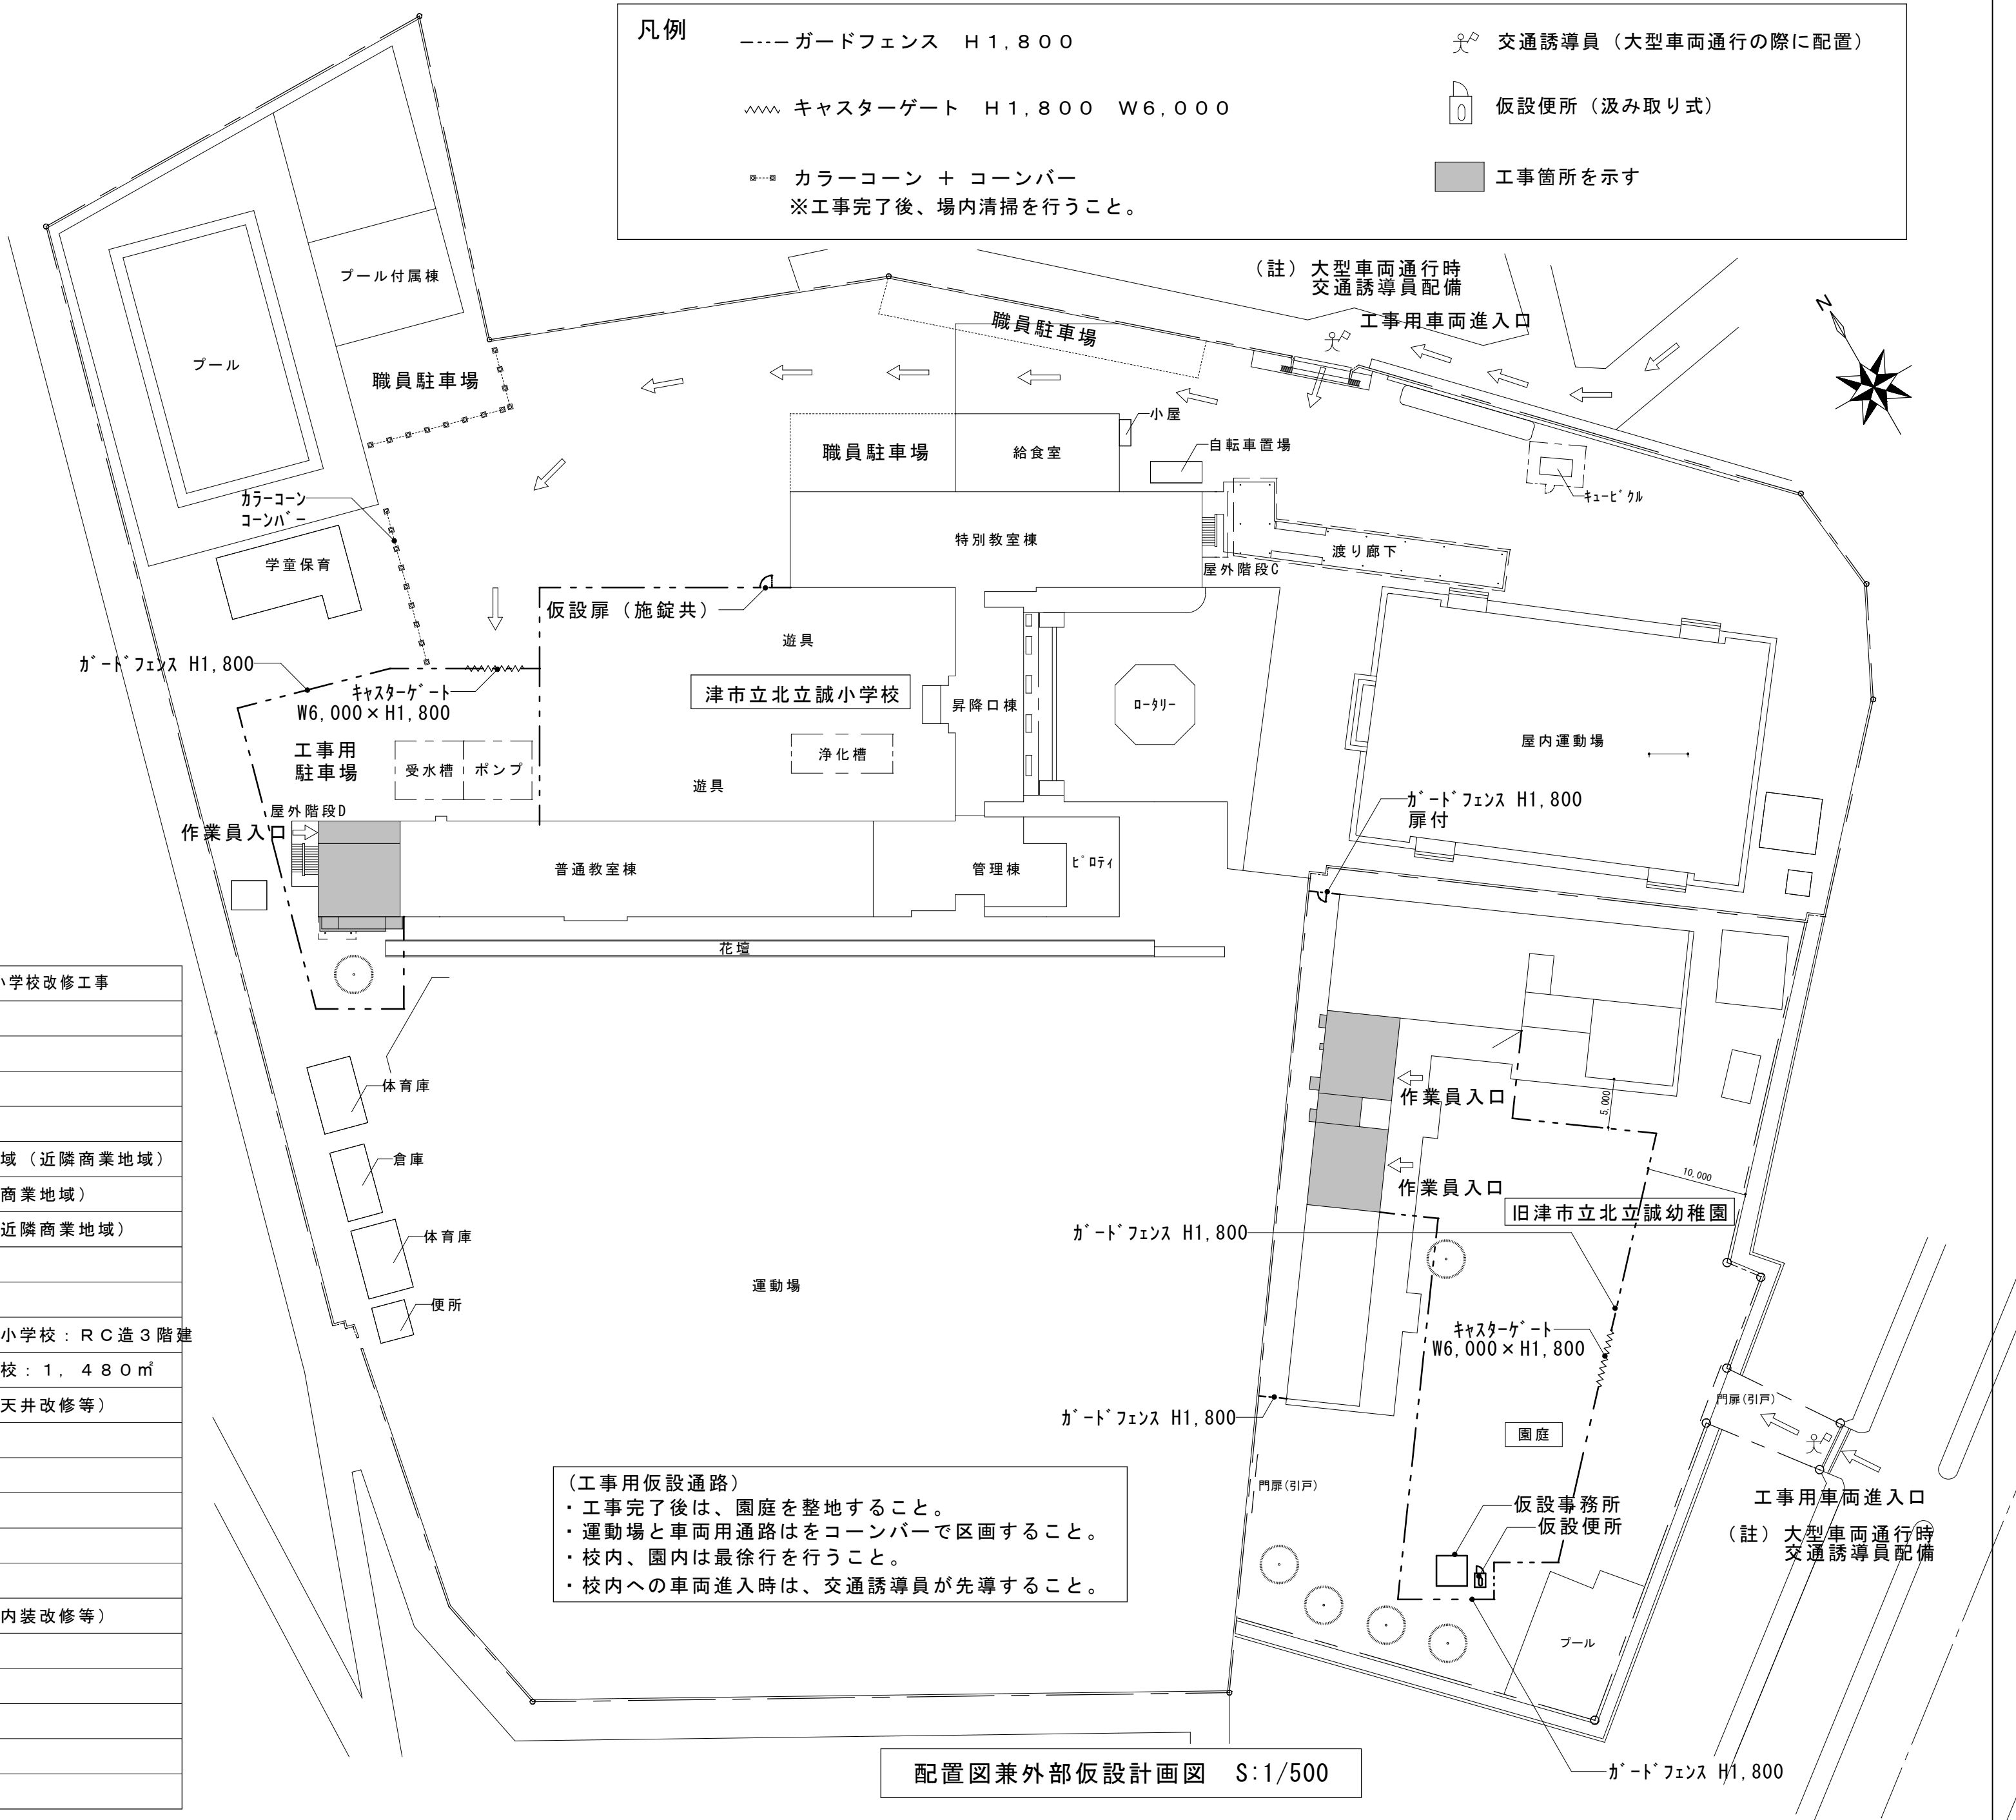 凡例
ガードフェンス　Ｈ１,８００
キャスターゲート　Ｈ１,８００　Ｗ６,０００
カラーコーン　＋　コーンバー
※工事完了後、場内清掃を行うこと。
交通誘導員（大型車両通行の際に配置）
仮設便所（汲み取り式）
工事箇所を示す
（註）大型車両通行時
交通誘導員配備
工事用車両進入口
N
プール付属棟
プール
職員駐車場
職員駐車場
職員駐車場
給食室
小屋
自転車置場
キュービクル
カラーコーン
コーンバー
学童保育
特別教室棟
渡り廊下
屋外階段C
仮設扉（施錠共）
遊具
ガードフェンス H1,800
キャスターゲート
W6,000×H1,800
津市立北立誠小学校
昇降口棟
ロータリー
屋内運動場
工事用
駐車場
受水槽
ポンプ
浄化槽
遊具
屋外階段D
作業員入口
ガードフェンス H1,800
扉付
普通教室棟
管理棟
ピロティ
花壇
小学校改修工事
域（近隣商業地域）
商業地域）
近隣商業地域）
小学校：ＲＣ造３階建
校：１,４８０㎡
天井改修等）
内装改修等）
体育庫
倉庫
体育庫
便所
運動場
作業員入口
5,000
作業員入口
10,000
旧津市立北立誠幼稚園
ガードフェンス H1,800
キャスターゲート
W6,000×H1,800
ガードフェンス H1,800
門扉(引戸)
園庭
門扉(引戸)
工事用車両進入口
（註）大型車両通行時
交通誘導員配備
仮設事務所
仮設便所
プール
ガードフェンス H1,800
（工事用仮設通路）
・工事完了後は、園庭を整地すること。
・運動場と車両用通路はをコーンバーで区画すること。
・校内、園内は最徐行を行うこと。
・校内への車両進入時は、交通誘導員が先導すること。
配置図兼外部仮設計画図　S:1/500